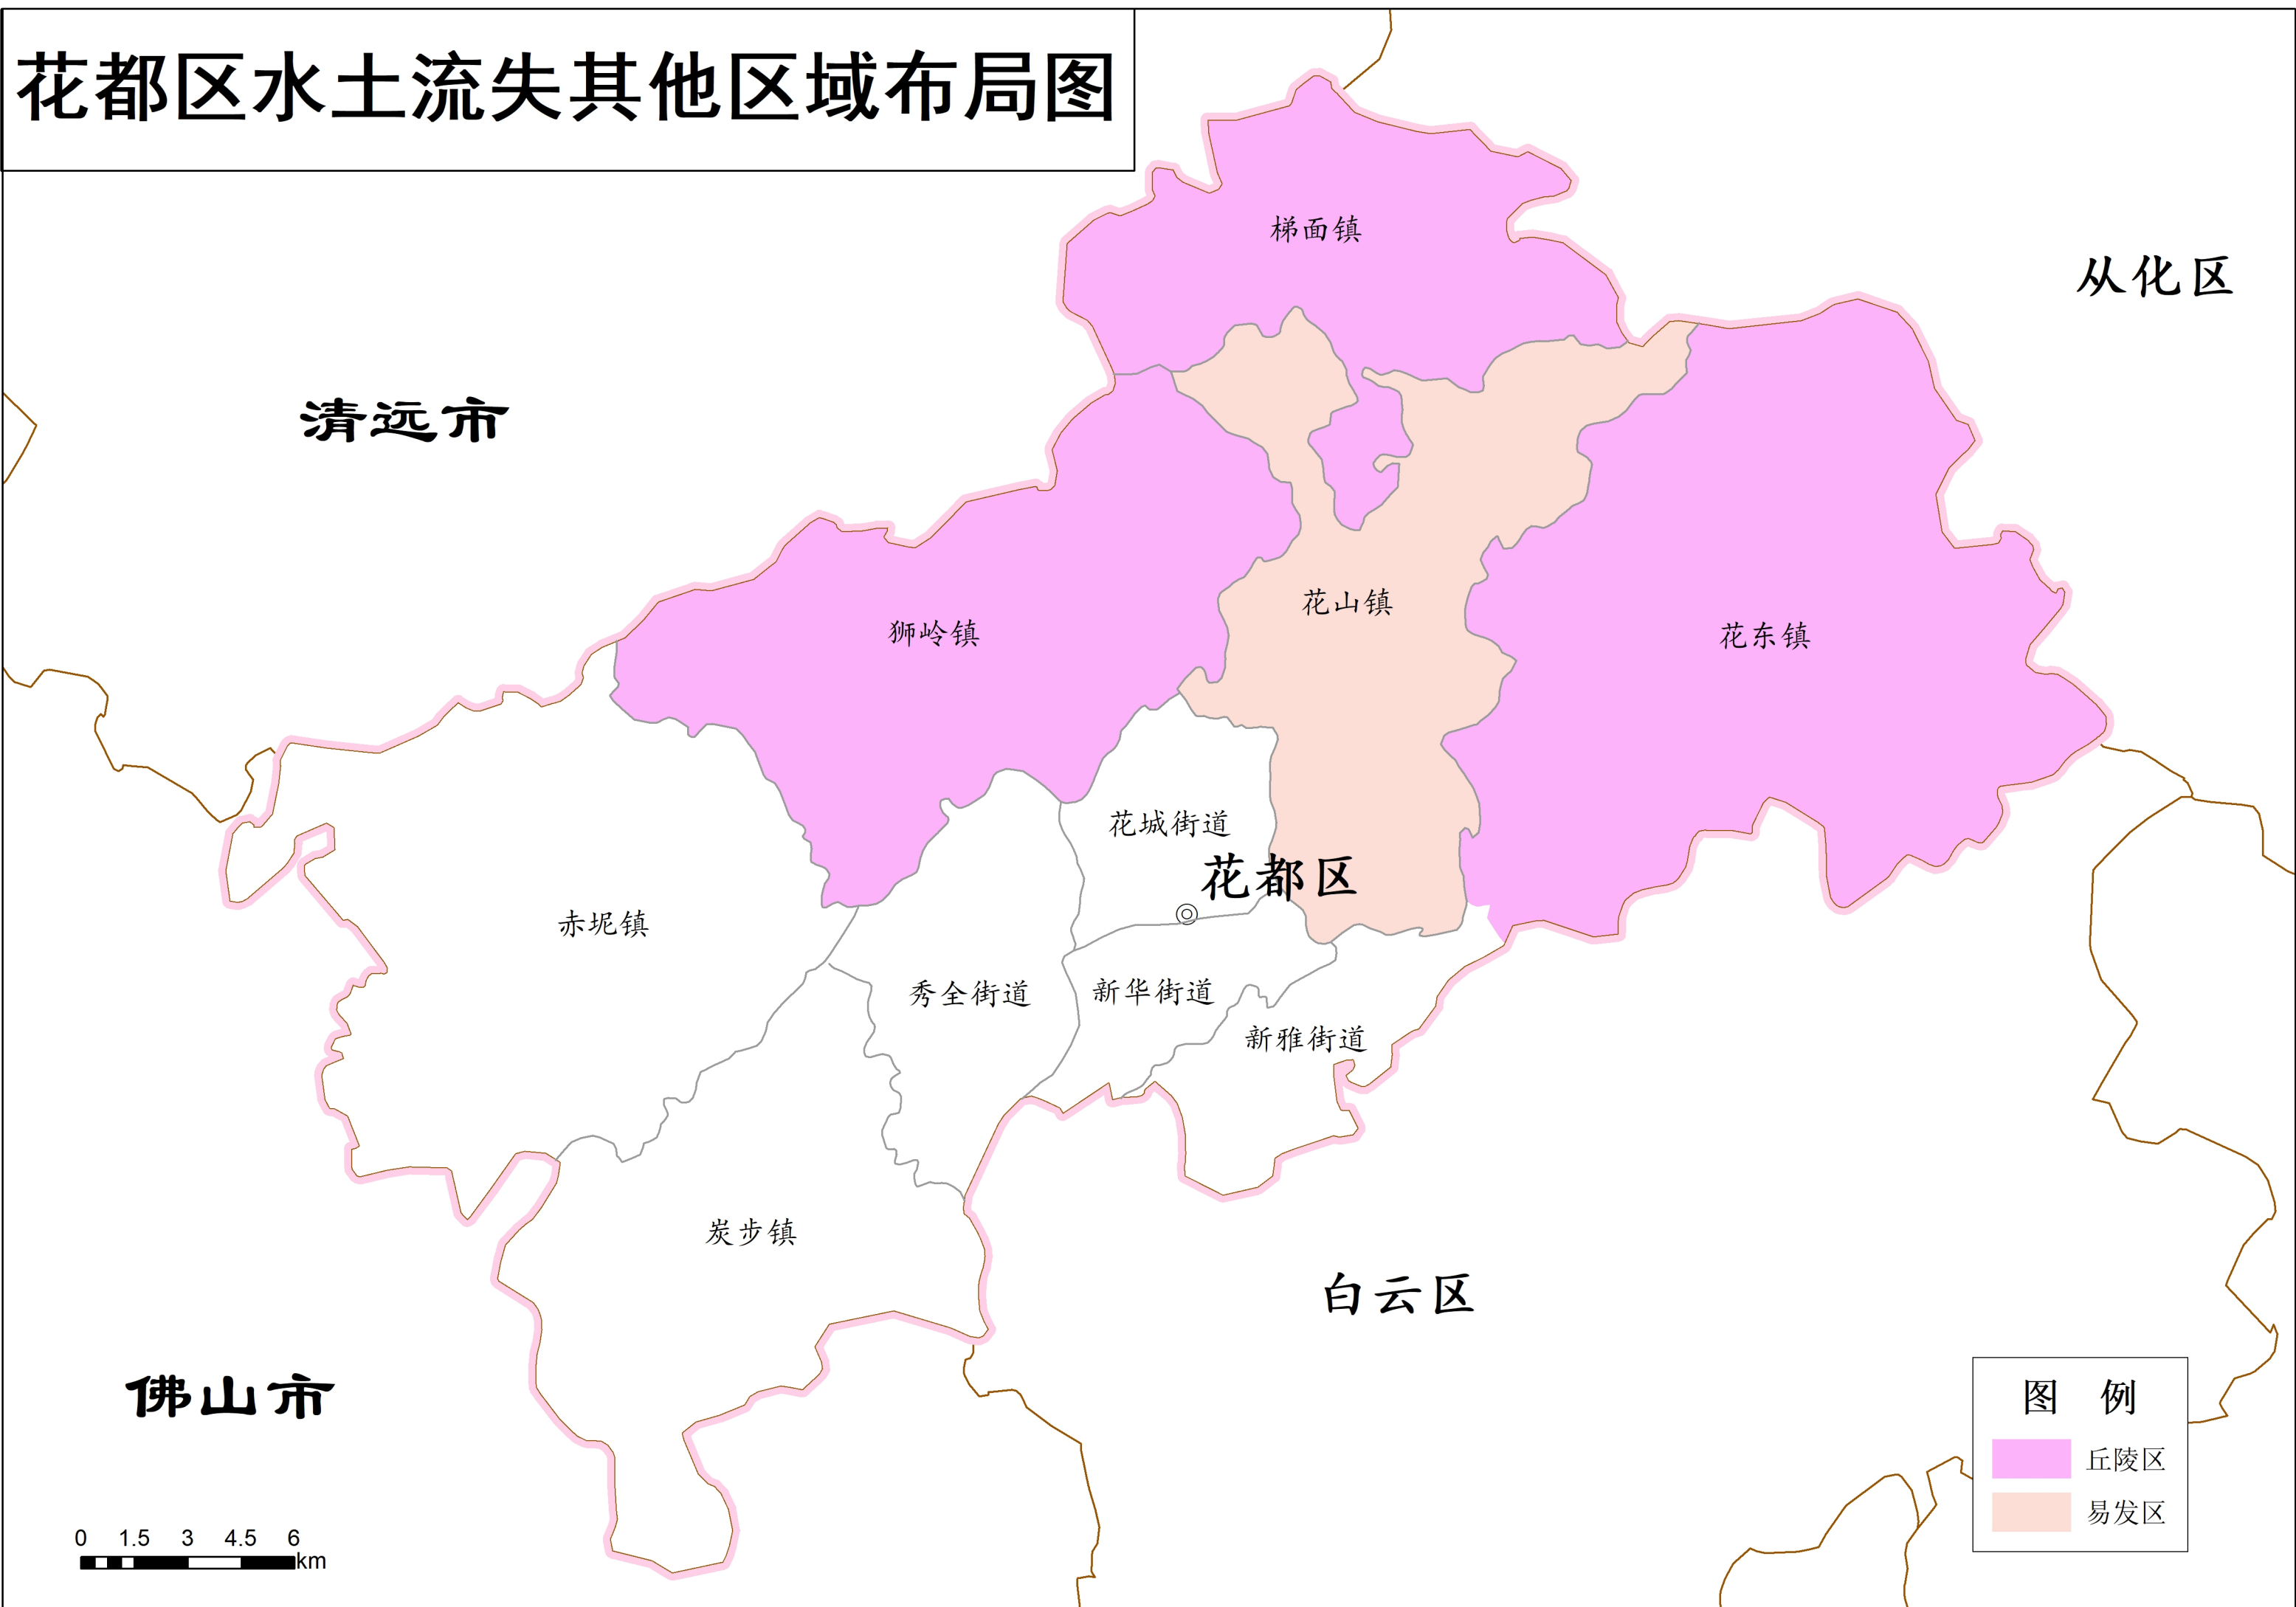 花都区水土流失其他区域布局图
梯面镇
从化区
清远市
花山镇
狮岭镇
花东镇
花城街道
花都区
赤坭镇
秀全街道
新华街道
新雅街道
炭步镇
白云区
佛山市
图 例
丘陵区
易发区
0 1.5 3 4.5 6
km